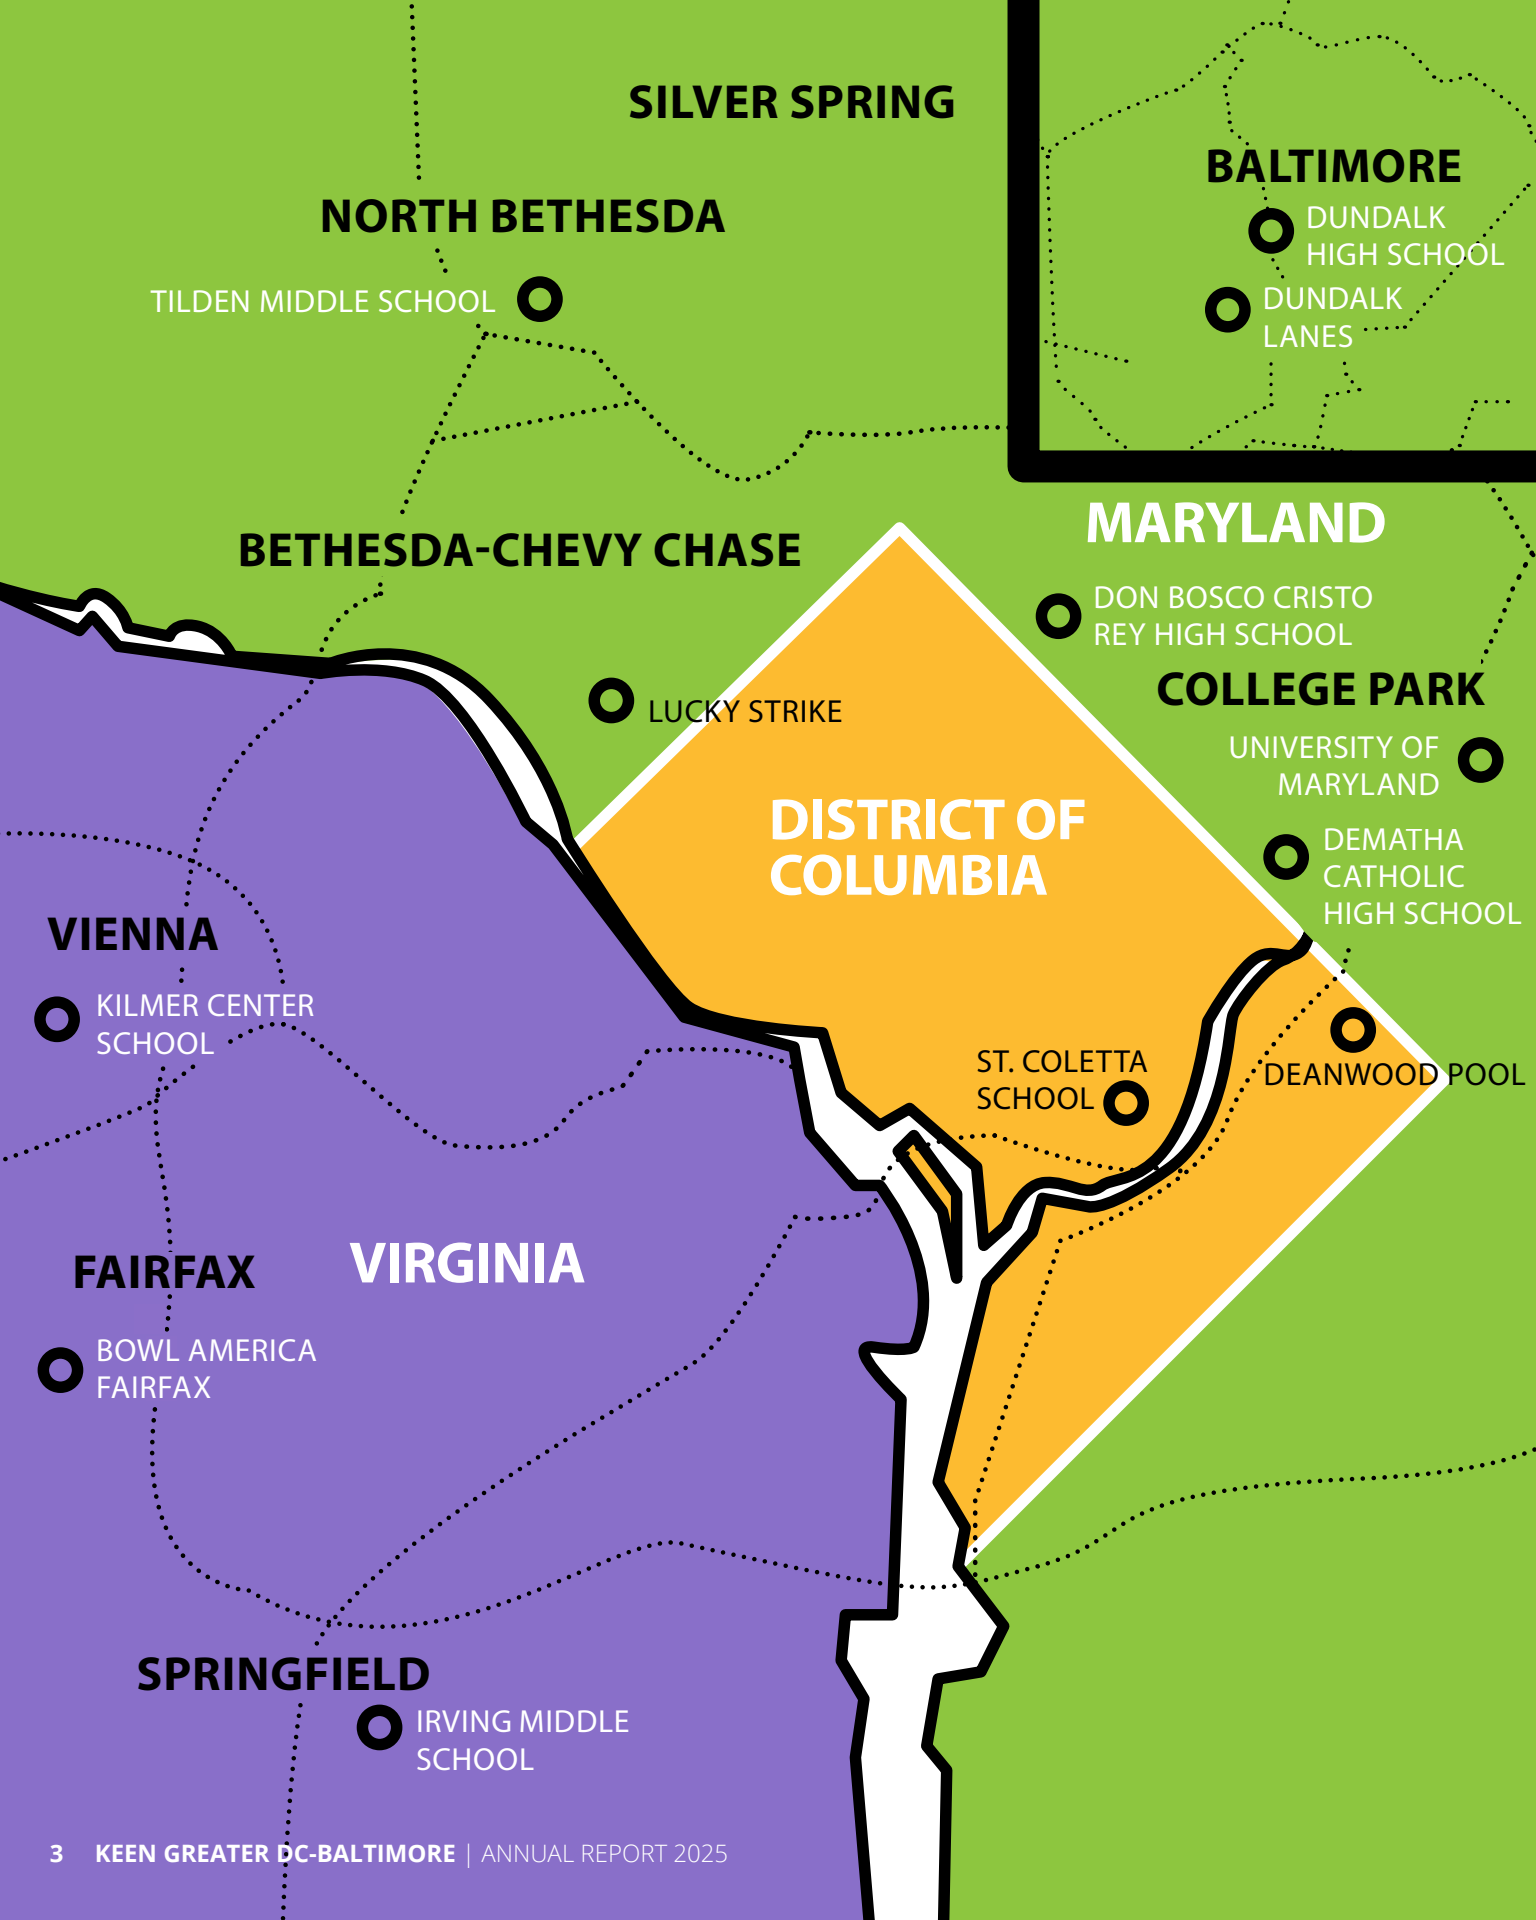 SILVER SPRING
BALTIMORE
DUNDALK
HIGH SCHOOL
DUNDALK
LANES
NORTH BETHESDA
TILDEN MIDDLE SCHOOL
MARYLAND
BETHESDA-CHEVY CHASE
DON BOSCO CRISTO
REY HIGH SCHOOL
COLLEGE PARK
LUCKY STRIKE
UNIVERSITY OF
MARYLAND
DISTRICT OF
COLUMBIA
DEMATHA
CATHOLIC
HIGH SCHOOL
VIENNA
KILMER CENTER
SCHOOL
ST. COLETTA
SCHOOL
DEANWOOD POOL
FAIRFAX
VIRGINIA
BOWL AMERICA
FAIRFAX
SPRINGFIELD
IRVING MIDDLE
SCHOOL
3 KEEN GREATER DC-BALTIMORE | ANNUAL REPORT 2025